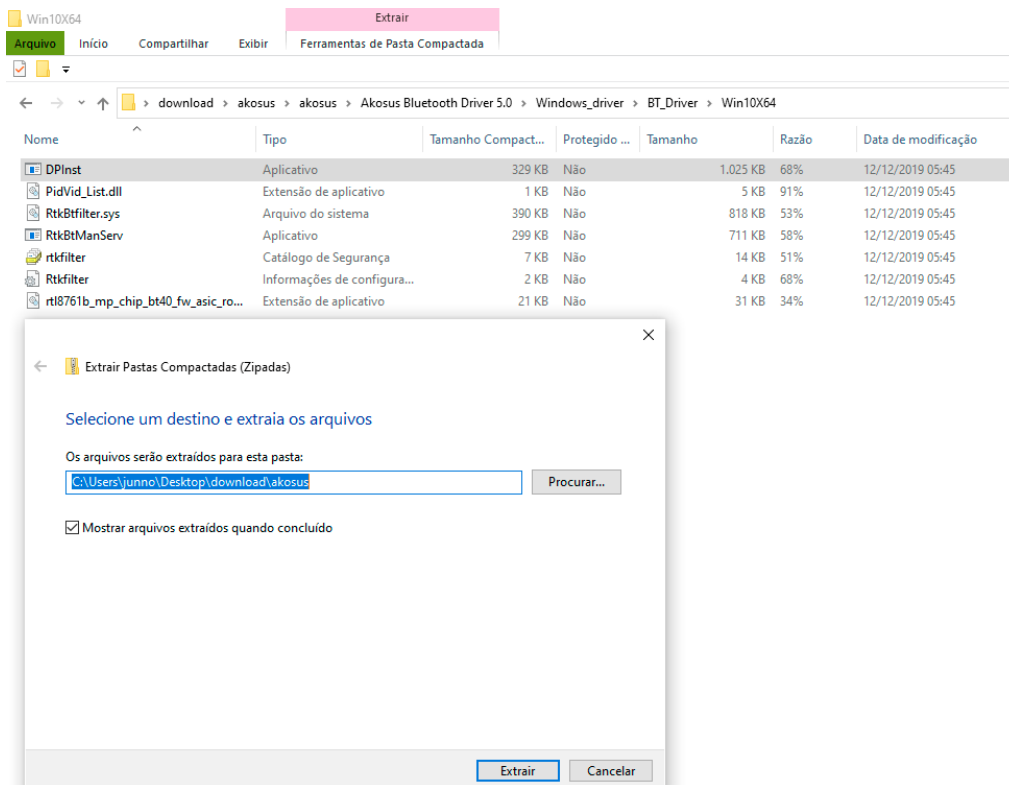 Win10X64 Extrair
Arquivo Início Compartilhar Exibir Ferramentas de Pasta Compactada
download > akosus > akosus > Akosus Bluetooth Driver 5.0 > Windows_driver > BT_Driver > Win10X64
Nome Tipo Tamanho Compact... Protegido ... Tamanho Razão Data de modificação
DPInst Aplicativo 329 KB Não 1.025 KB 68% 12/12/2019 05:45
PidVid_List.dll Extensão de aplicativo 1 KB Não 5 KB 91% 12/12/2019 05:45
RtkBtfilter.sys Arquivo do sistema 390 KB Não 818 KB 53% 12/12/2019 05:45
RtkBtManServ Aplicativo 299 KB Não 711 KB 58% 12/12/2019 05:45
rtkfilter Catálogo de Segurança 7 KB Não 14 KB 51% 12/12/2019 05:45
Rtkfilter Informações de configura... 2 KB Não 4 KB 68% 12/12/2019 05:45
rtl8761b_mp_chip_bt40_fw_asic_ro... Extensão de aplicativo 21 KB Não 31 KB 34% 12/12/2019 05:45
Extrair Pastas Compactadas (Zipadas)
Selecione um destino e extraia os arquivos
Os arquivos serão extraídos para esta pasta:
C:\Users\junno\Desktop\download\akosus Procurar...
Mostrar arquivos extraídos quando concluído
Extrair Cancelar